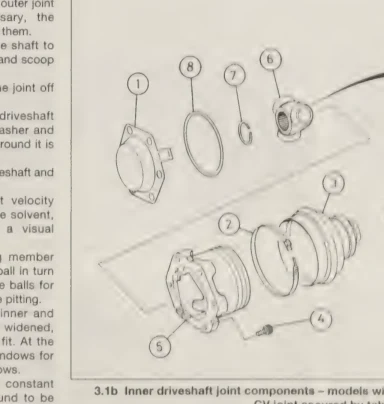 outer joint
sary, the
them.
e shaft to
and scoop
e joint off
driveshaft
asher and
round it is
eshaft and
t velocity
e solvent,
a visual
g member
ball in turn
e balls for
e pitting.
inner and
widened,
fit. At the
ndows for
ows.
constant
und to be
1
8
7
6
2
3
5
4
3.1b Inner driveshaft joint components – models wi
CV joint secured by